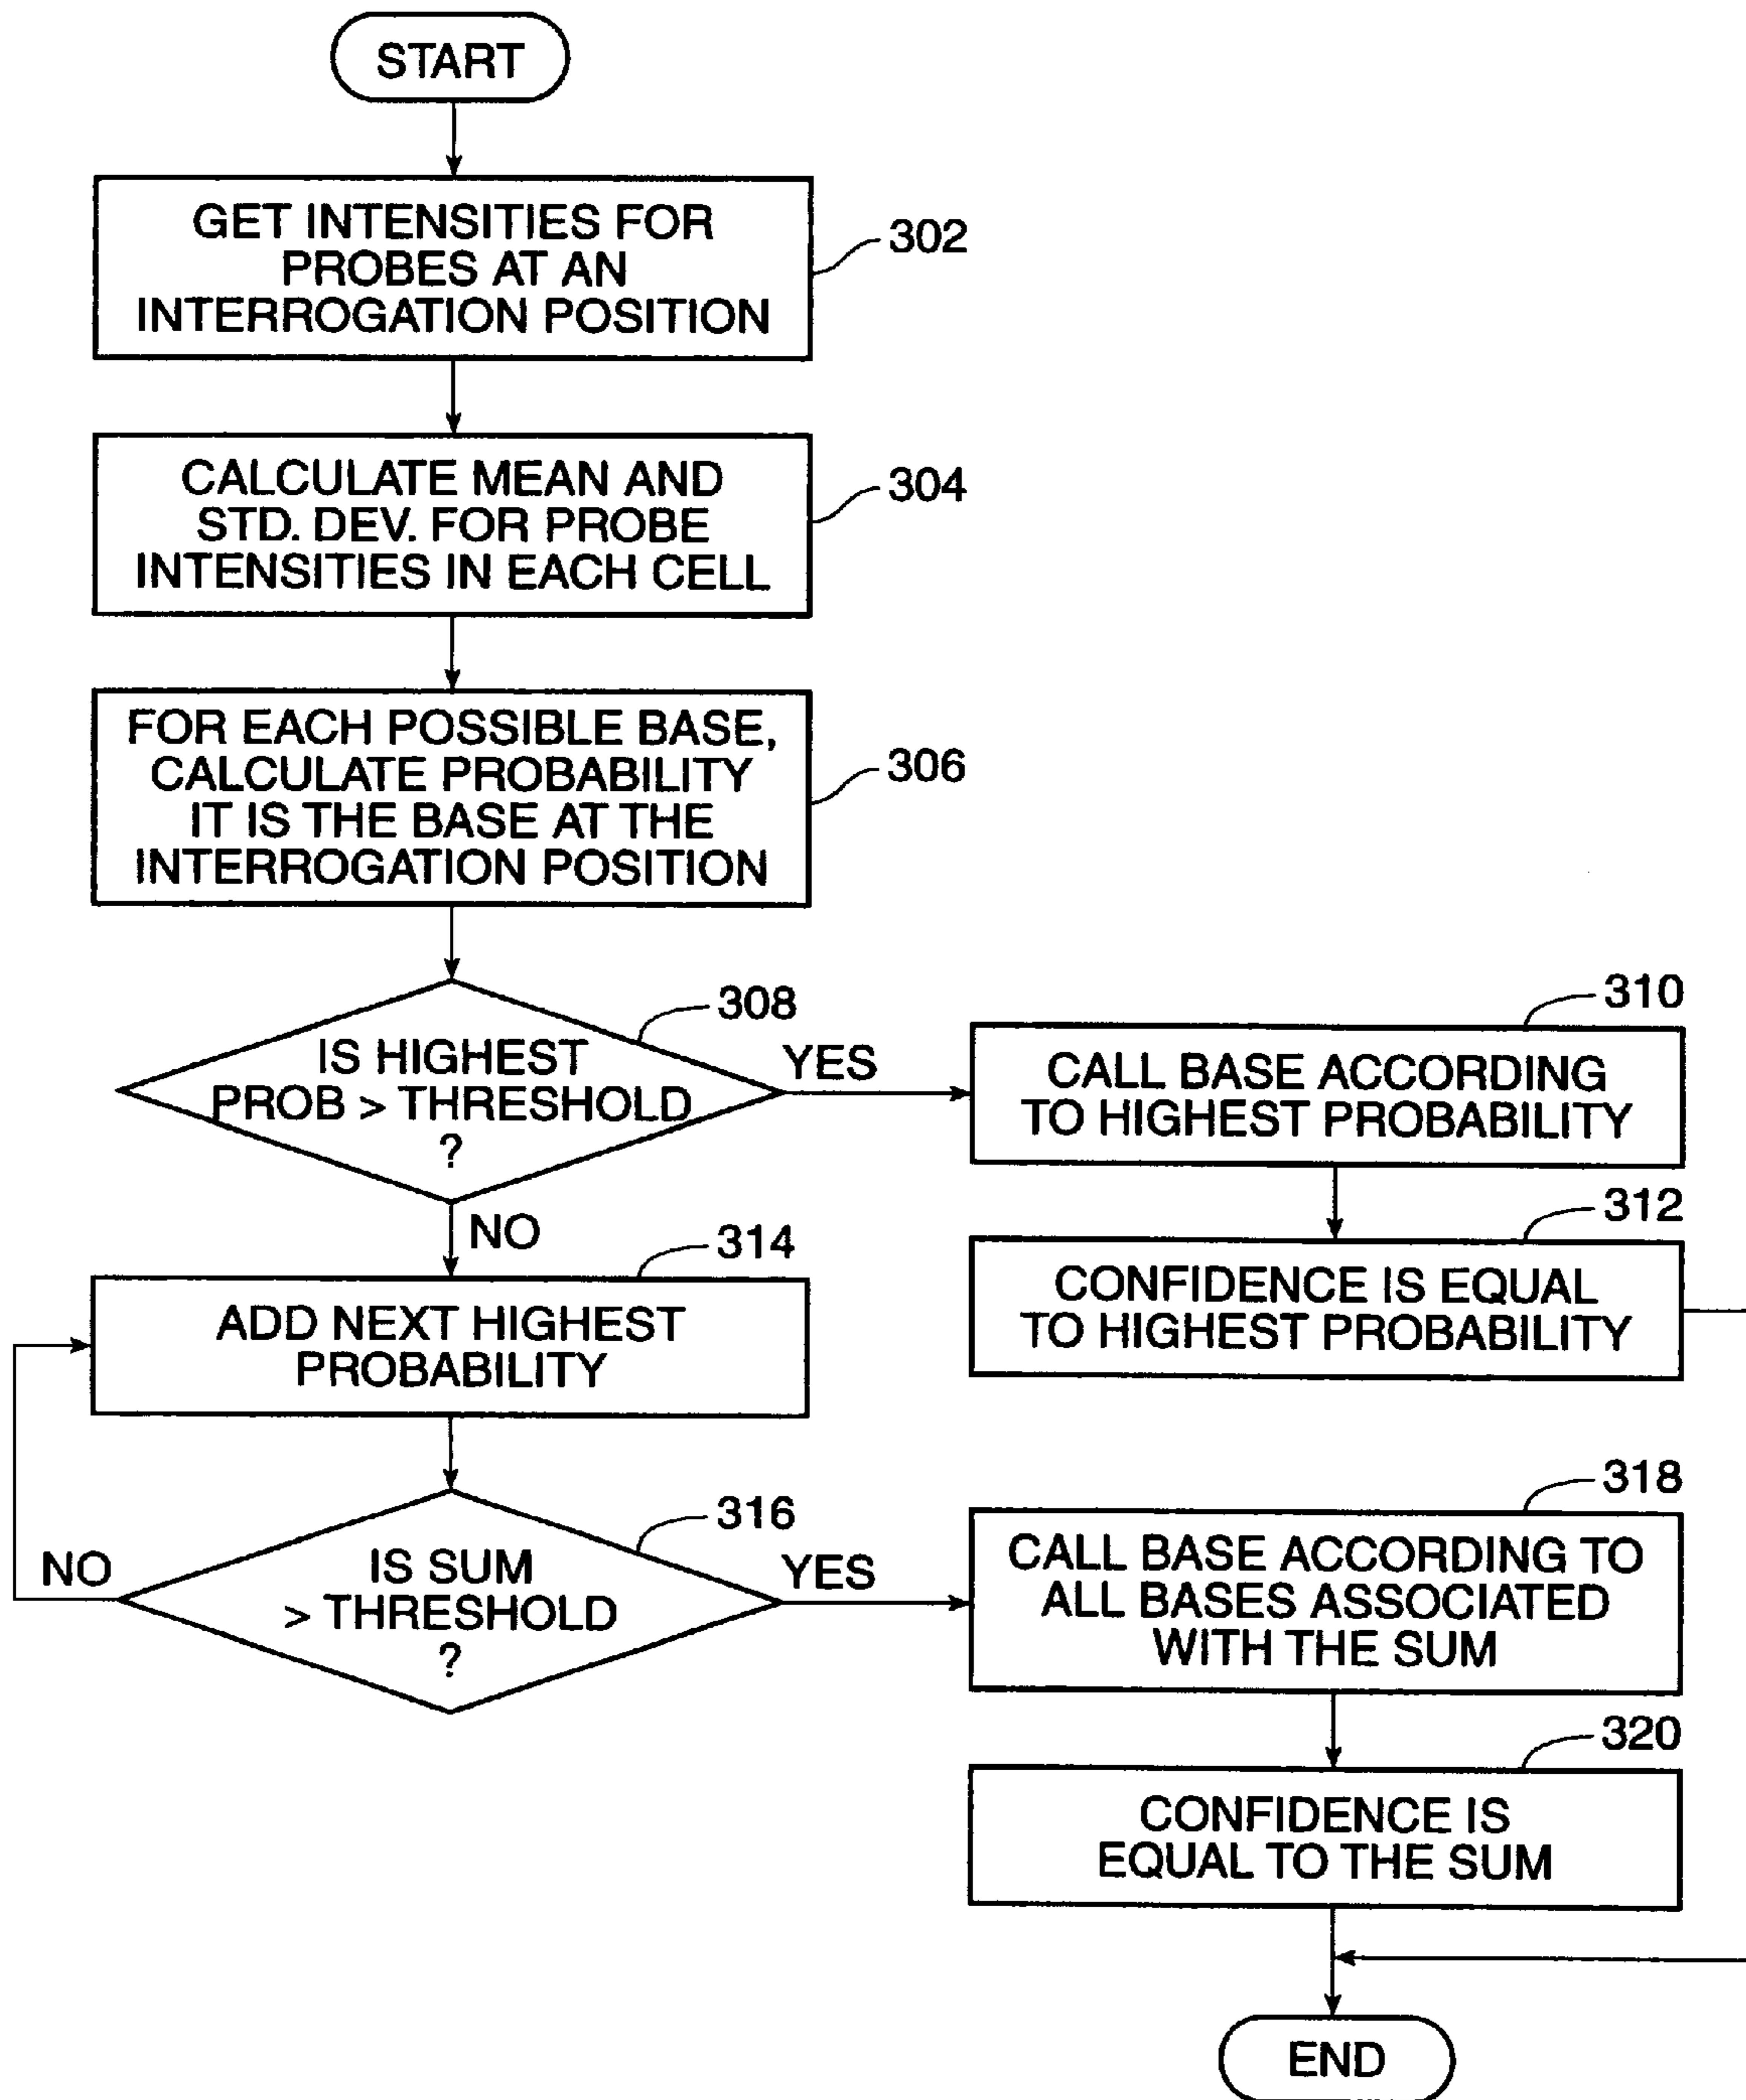 START
GET INTENSITIES FOR
PROBES AT AN
INTERROGATION POSITION
302
CALCULATE MEAN AND
STD. DEV. FOR PROBE
INTENSITIES IN EACH CELL
304
FOR EACH POSSIBLE BASE,
CALCULATE PROBABILITY
IT IS THE BASE AT THE
INTERROGATION POSITION
306
IS HIGHEST
PROB > THRESHOLD
?
308
YES
310
CALL BASE ACCORDING
TO HIGHEST PROBABILITY
312
CONFIDENCE IS EQUAL
TO HIGHEST PROBABILITY
NO
314
ADD NEXT HIGHEST
PROBABILITY
316
IS SUM
> THRESHOLD
?
NO
YES
318
CALL BASE ACCORDING TO
ALL BASES ASSOCIATED
WITH THE SUM
320
CONFIDENCE IS
EQUAL TO THE SUM
END